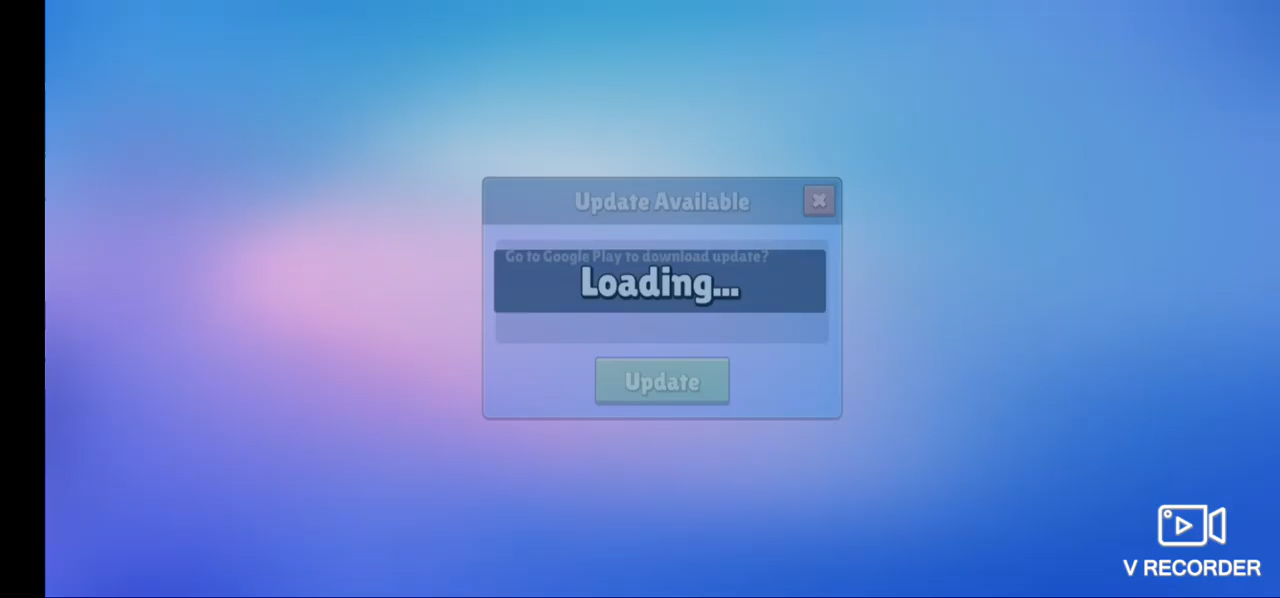 Update Available
Go to Google Play to download update?
Loading...
Update
V RECORDER